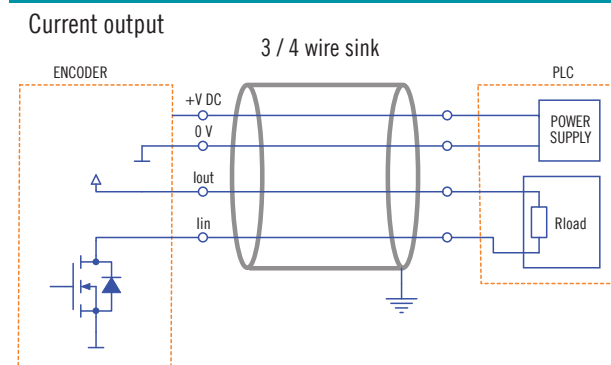 Current output
3 / 4 wire sink
ENCODER
PLC
+V DC
0 V
Iout
Iin
POWER
SUPPLY
Rload